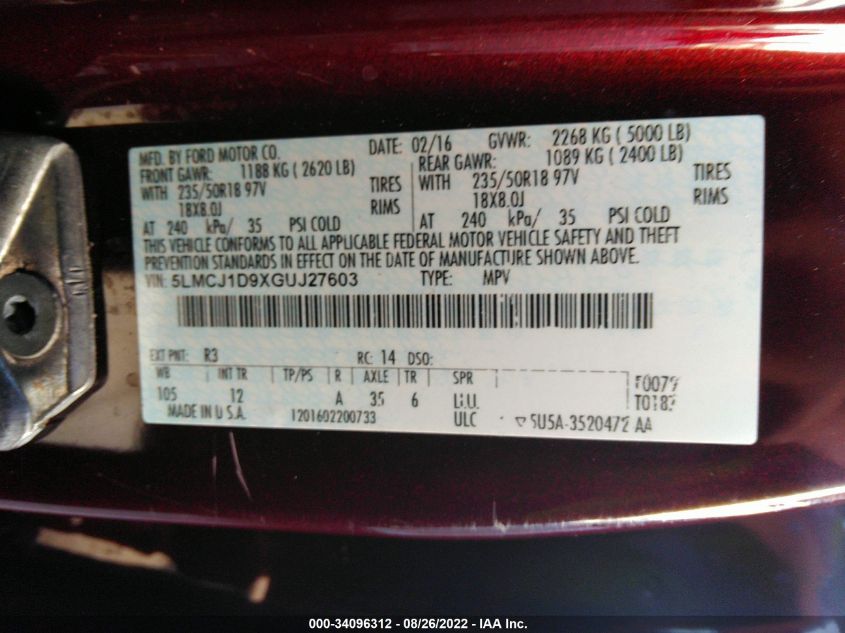 MFD. BY FORD MOTOR CO. DATE: 02/16 GVWR: 2268 KG ( 5000 LB)
FRONT GAWR: 1188 KG ( 2620 LB) REAR GAWR: 1089 KG ( 2400 LB)
WITH 235/50R18 97V TIRES WITH 235/50R18 97V TIRES
18X8.0J RIMS 18X8.0J RIMS
AT 240 kPa/ 35 PSI COLD AT 240 kPa/ 35 PSI COLD
THIS VEHICLE CONFORMS TO ALL APPLICABLE FEDERAL MOTOR VEHICLE SAFETY AND THEFT
PREVENTION STANDARDS IN EFFECT ON THE DATE OF MANUFACTURE SHOWN ABOVE.
VIN: 5LMCJ1D9XGUJ27603 TYPE: MPV
EXT PNT: R3 RC: 14 DSO:
WB INT TR TP/PS R AXLE TR SPR
105 12 A 35 6
MADE IN U.S.A. 1201602200733 ULC 5U5A-3520472 AA
000-34096312 - 08/26/2022 - IAA Inc.